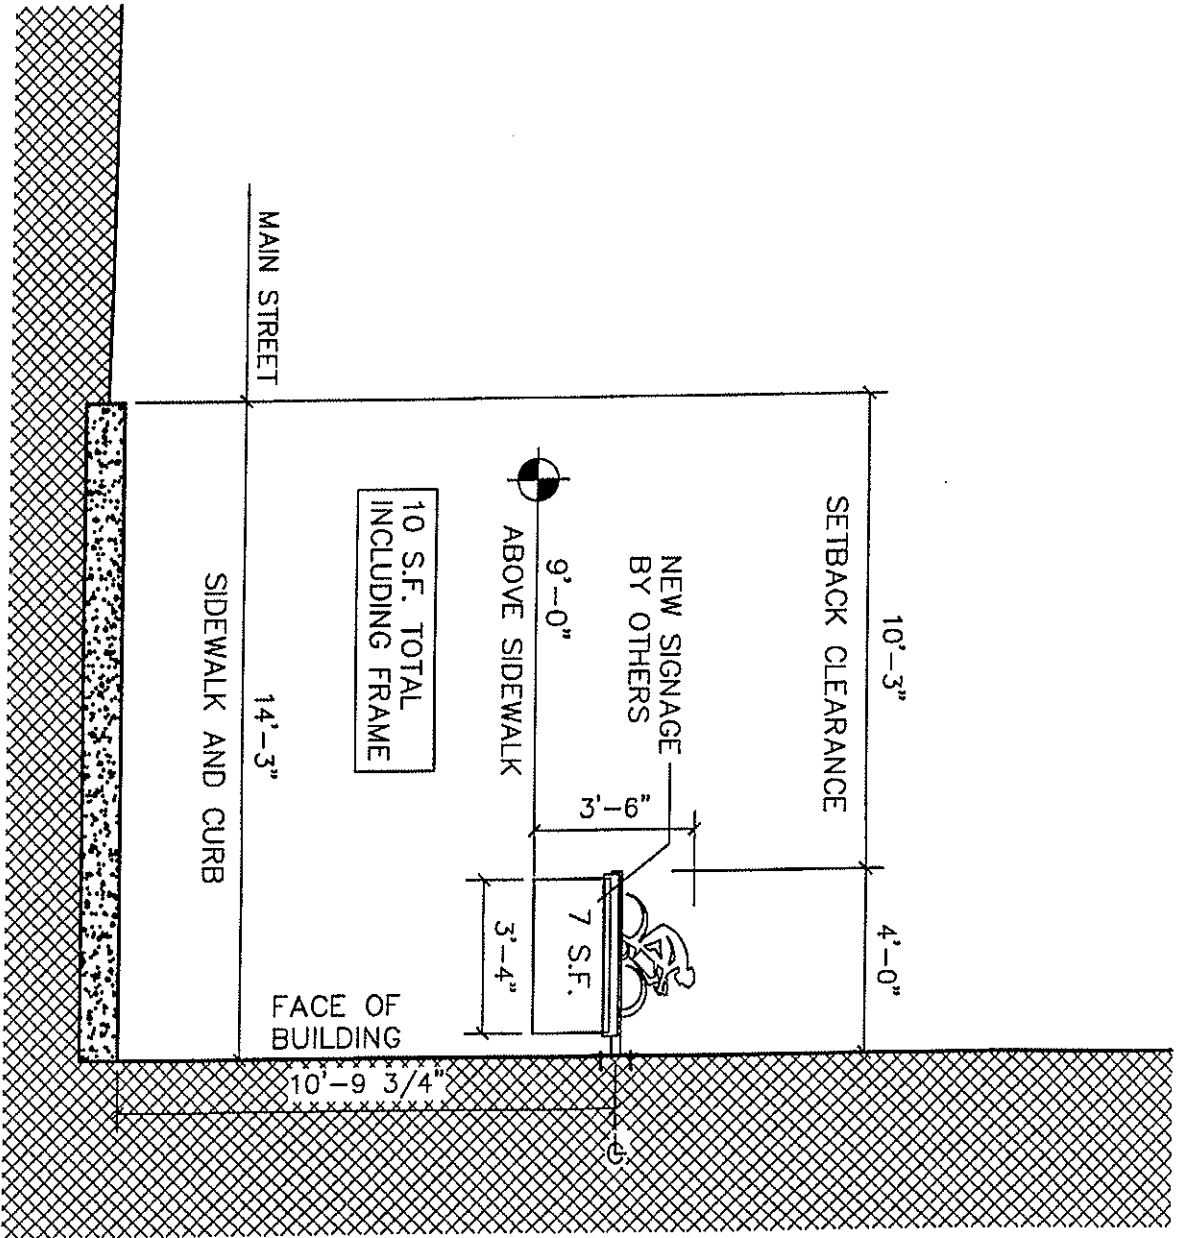 10'-3"
SETBACK CLEARANCE
4'-0"
NEW SIGNAGE
BY OTHERS
3'-6"
9'-0"
ABOVE SIDEWALK
7 S.F.
3'-4"
10 S.F. TOTAL
INCLUDING FRAME
FACE OF
BUILDING
10'-9 3/4"
MAIN STREET
14'-3"
SIDEWALK AND CURB